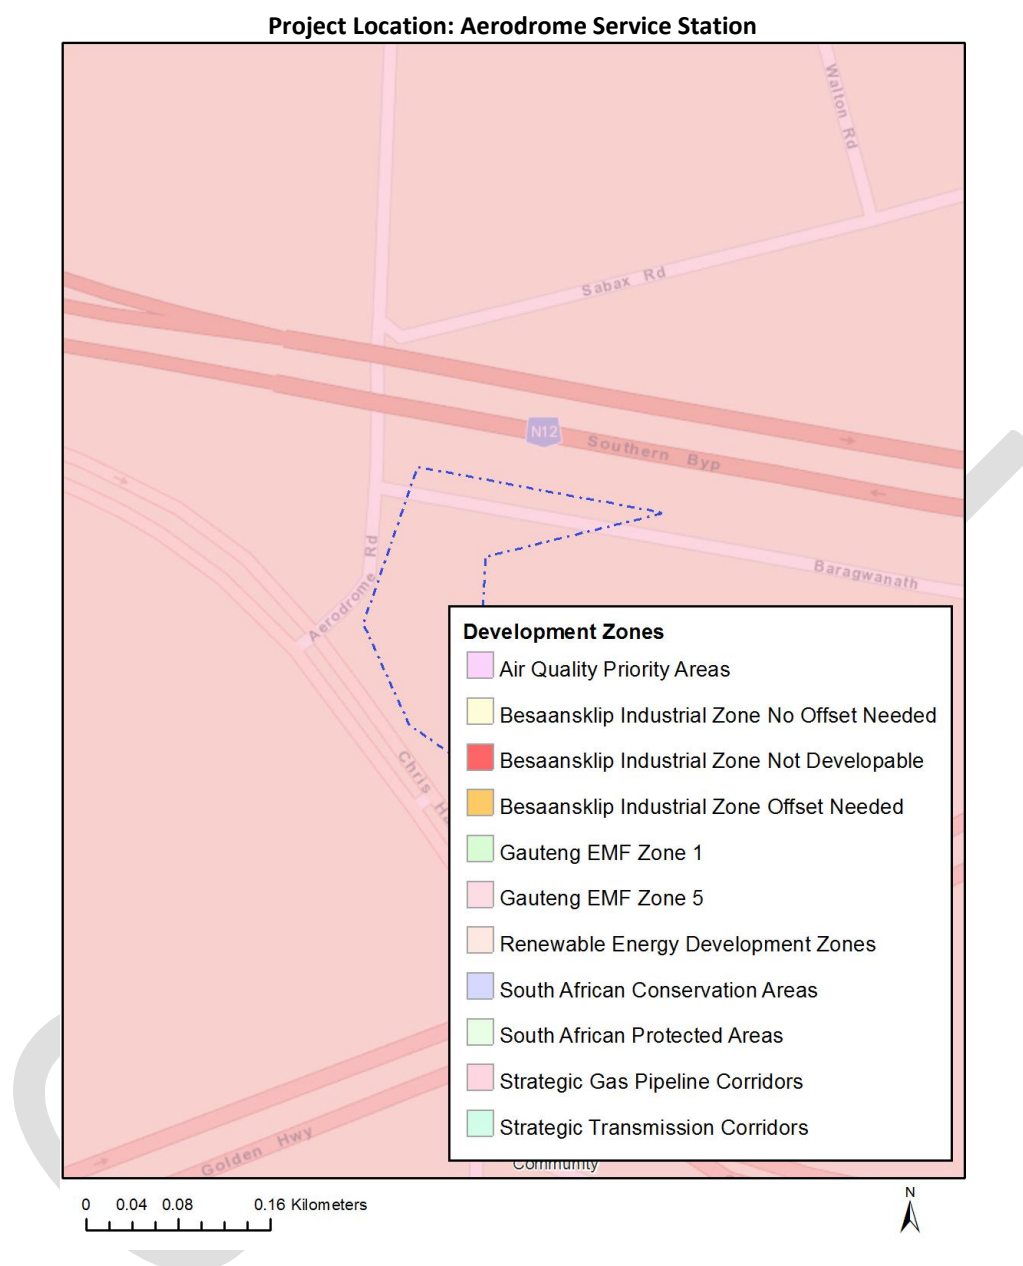 Project Location: Aerodrome Service Station
Walton Rd
Sabax Rd
N12
Southern Byp
Aerodrome Rd
Baragwanath
Chris
Golden Hwy
Development Zones
Air Quality Priority Areas
Besaansklip Industrial Zone No Offset Needed
Besaansklip Industrial Zone Not Developable
Besaansklip Industrial Zone Offset Needed
Gauteng EMF Zone 1
Gauteng EMF Zone 5
Renewable Energy Development Zones
South African Conservation Areas
South African Protected Areas
Strategic Gas Pipeline Corridors
Strategic Transmission Corridors
Community
0 0.04 0.08 0.16 Kilometers
N